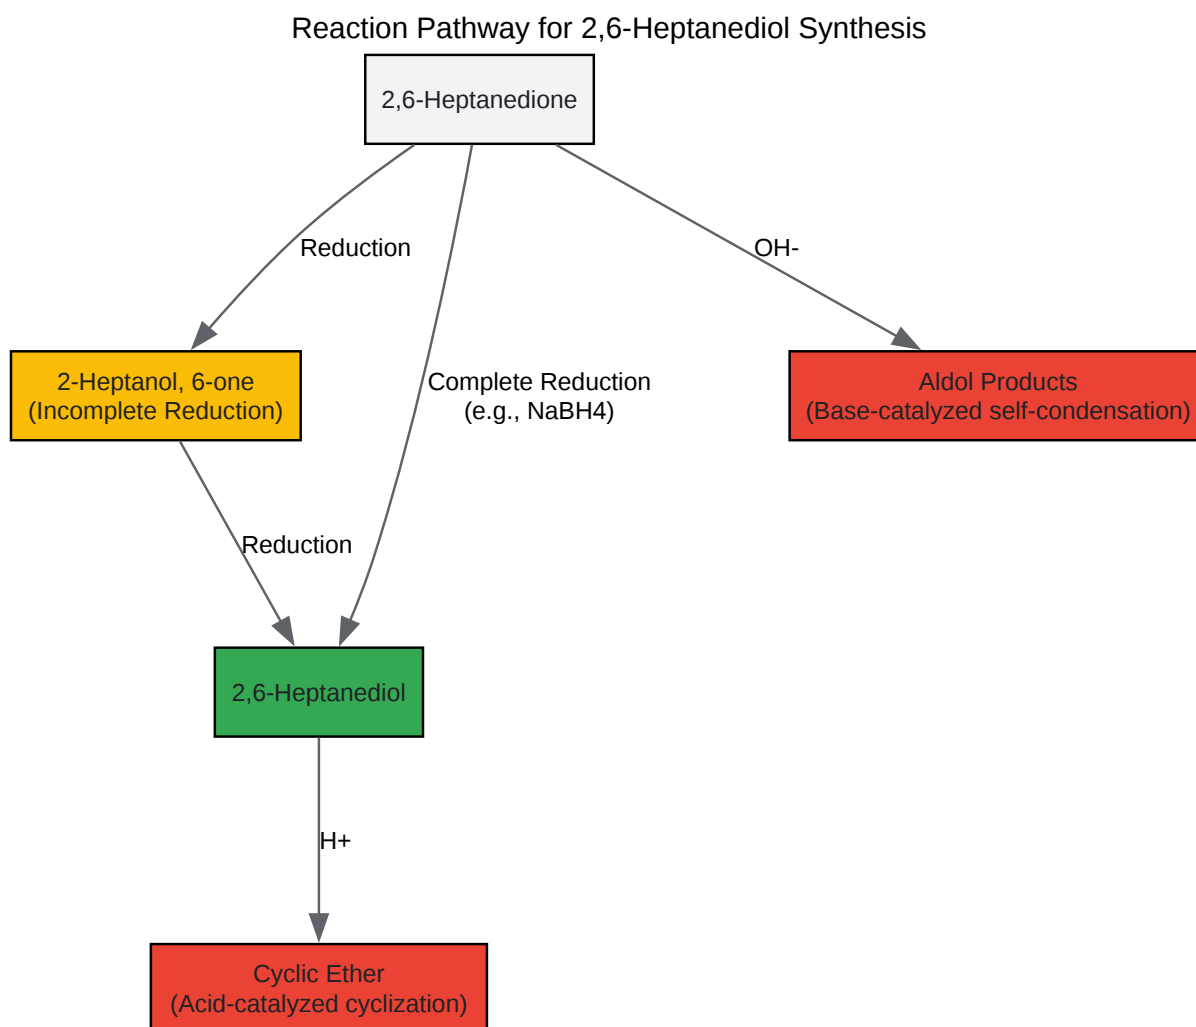 Reaction Pathway for 2,6-Heptanediol Synthesis
2,6-Heptanedione
Reduction
OH-
2-Heptanol, 6-one
(Incomplete Reduction)
Complete Reduction
(e.g., NaBH4)
Aldol Products
(Base-catalyzed self-condensation)
Reduction
2,6-Heptanediol
H+
Cyclic Ether
(Acid-catalyzed cyclization)